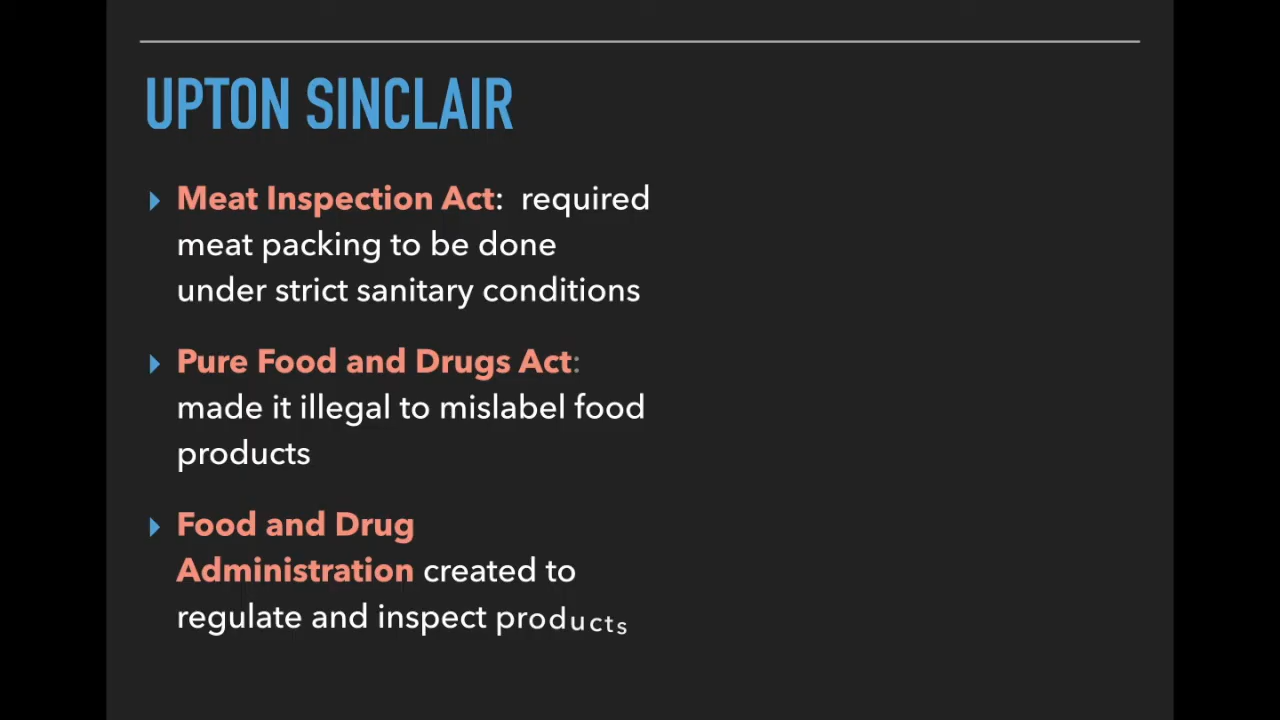 UPTON SINCLAIR
Meat Inspection Act: required
meat packing to be done
under strict sanitary conditions
Pure Food and Drugs Act:
made it illegal to mislabel food
products
Food and Drug
Administration created to
regulate and inspect products